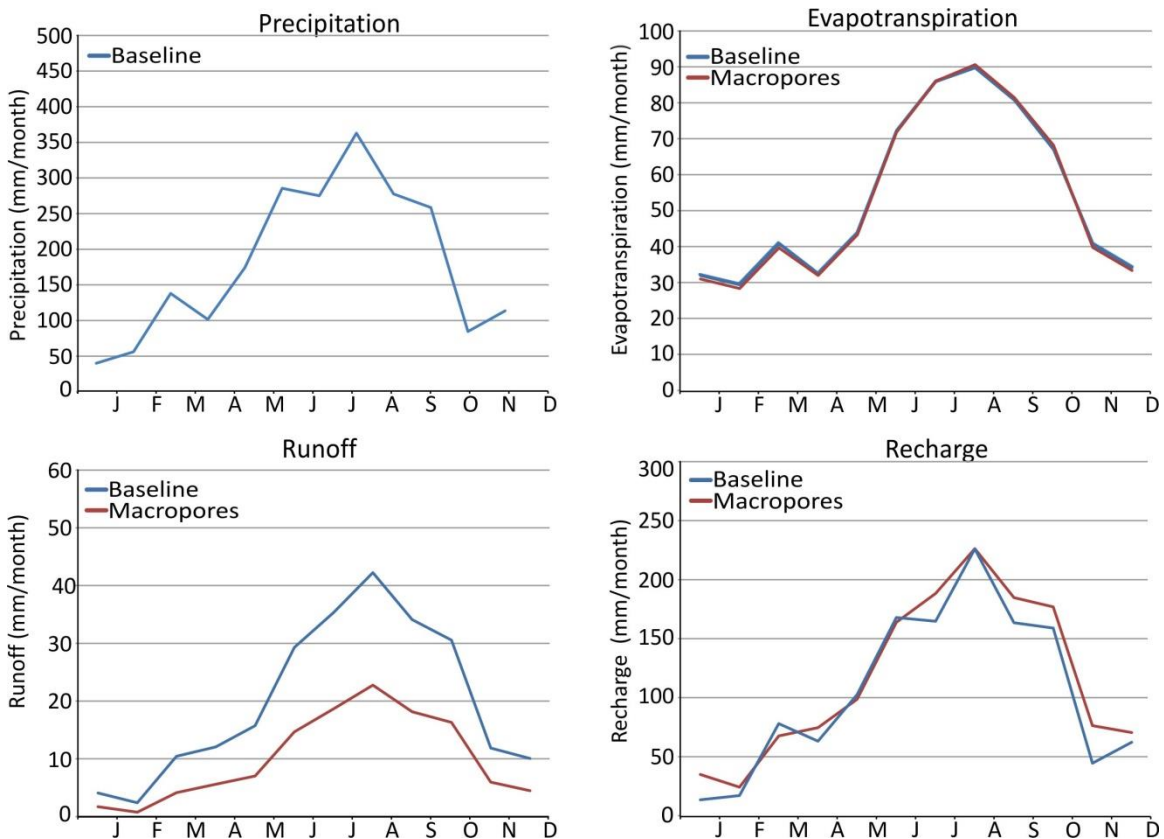 Precipitation
Precipitation (mm/month)
500
450
400
350
300
250
200
150
100
50
0
Baseline
J F M A M J J A S O N D
Evapotranspiration
Evapotranspiration (mm/month)
100
90
80
70
60
50
40
30
20
10
0
Baseline
Macropores
J F M A M J J A S O N D
Runoff
Runoff (mm/month)
60
50
40
30
20
10
0
Baseline
Macropores
J F M A M J J A S O N D
Recharge
Recharge (mm/month)
300
250
200
150
100
50
0
Baseline
Macropores
J F M A M J J A S O N D